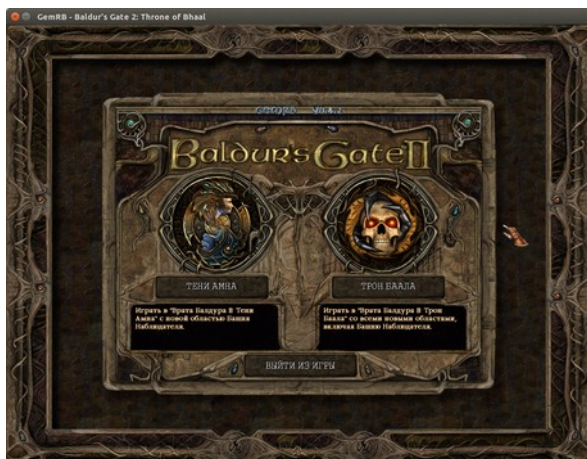 GemRB - Baldur's Gate 2: Throne of Bhaal
GEMRB
BALDUR'S GATE II
ТЕНИ АМНА
ТРОН БААЛА
Играть в "Врата Балдура II Тени
Амна" с новой областью Башня
Наблюдателя.
Играть в "Врата Балдура II Трон
Баала" со всеми новыми областями,
включая Башню Наблюдателя.
ВЫЙТИ ИЗ ИГРЫ